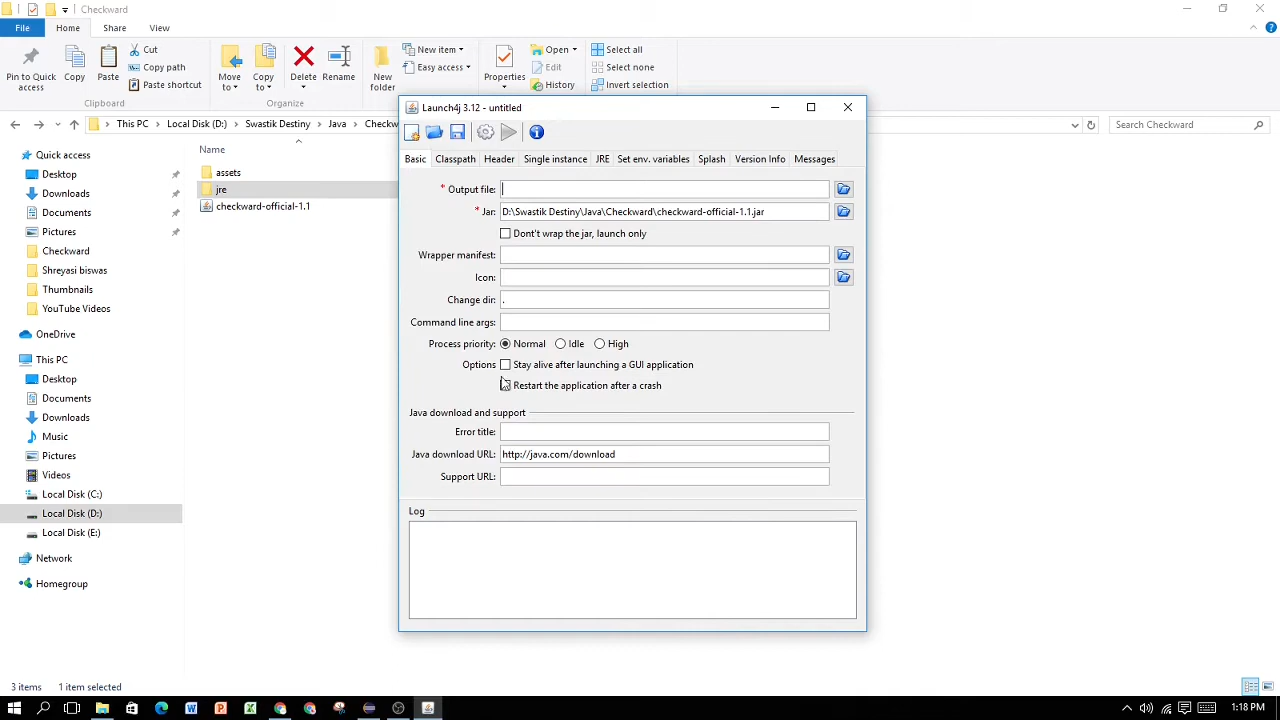 Checkward
File Home Share View
Pin to Quick access
Copy
Paste
Cut
Copy path
Paste shortcut
Clipboard
Move to
Copy to
Delete
Rename
Organize
New folder
New item
Easy access
Properties
Open
Edit
History
Select all
Select none
Invert selection
This PC Local Disk (D:) Swastik Destiny Java Checkw
Search Checkward
Quick access
Desktop
Downloads
Documents
Pictures
Checkward
Shreyasi biswas
Thumbnails
YouTube Videos
OneDrive
This PC
Desktop
Documents
Downloads
Music
Pictures
Videos
Local Disk (C:)
Local Disk (D:)
Local Disk (E:)
Network
Homegroup
Name
assets
jre
checkward-official-1.1
Launch4j 3.12 - untitled
Basic Classpath Header Single instance JRE Set env. variables Splash Version Info Messages
* Output file:
* Jar: D:\Swastik Destiny\Java\Checkward\checkward-official-1.1.jar
Dont't wrap the jar, launch only
Wrapper manifest:
Icon:
Change dir: .
Command line args:
Process priority: Normal Idle High
Options Stay alive after launching a GUI application
Restart the application after a crash
Java download and support
Error title:
Java download URL: http://java.com/download
Support URL:
Log
3 items 1 item selected
1:18 PM